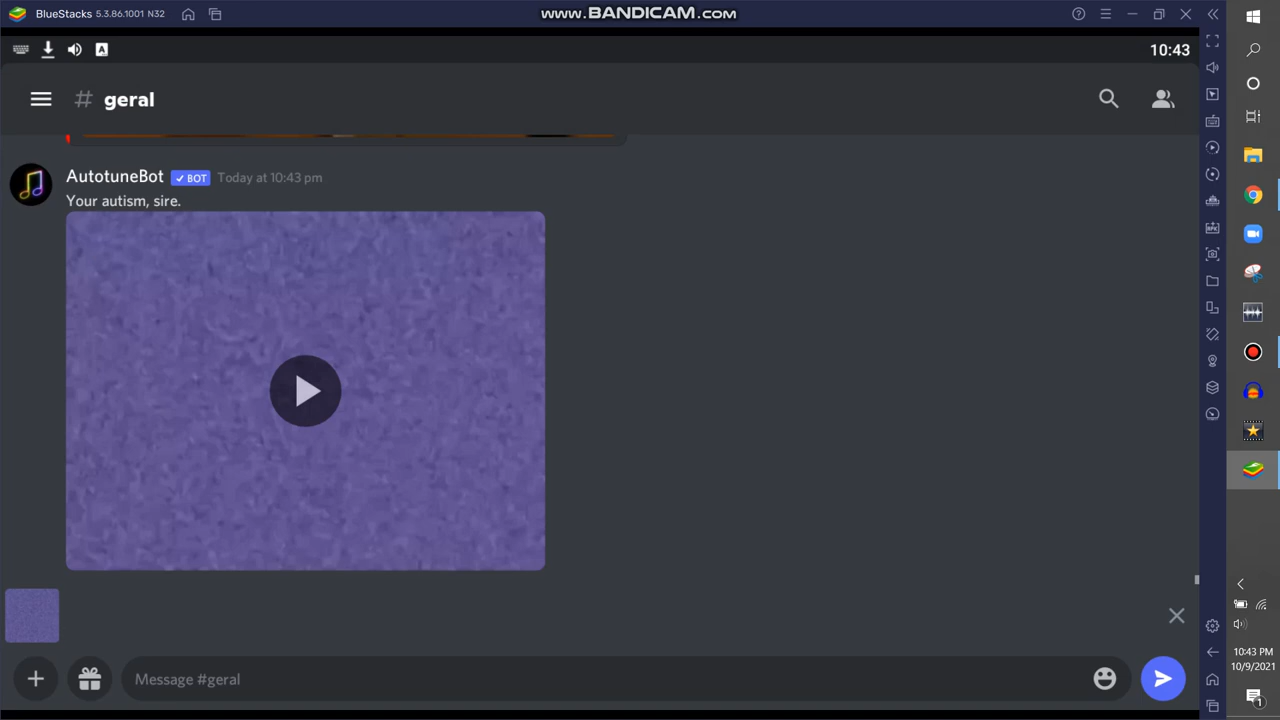 BlueStacks 5.3.86.1001 N32
www.BANDICAM.com
A
10:43
# geral
AutotuneBot ✓ BOT Today at 10:43 pm
Your autism, sire.
Message #geral
10:43 PM
10/9/2021
1